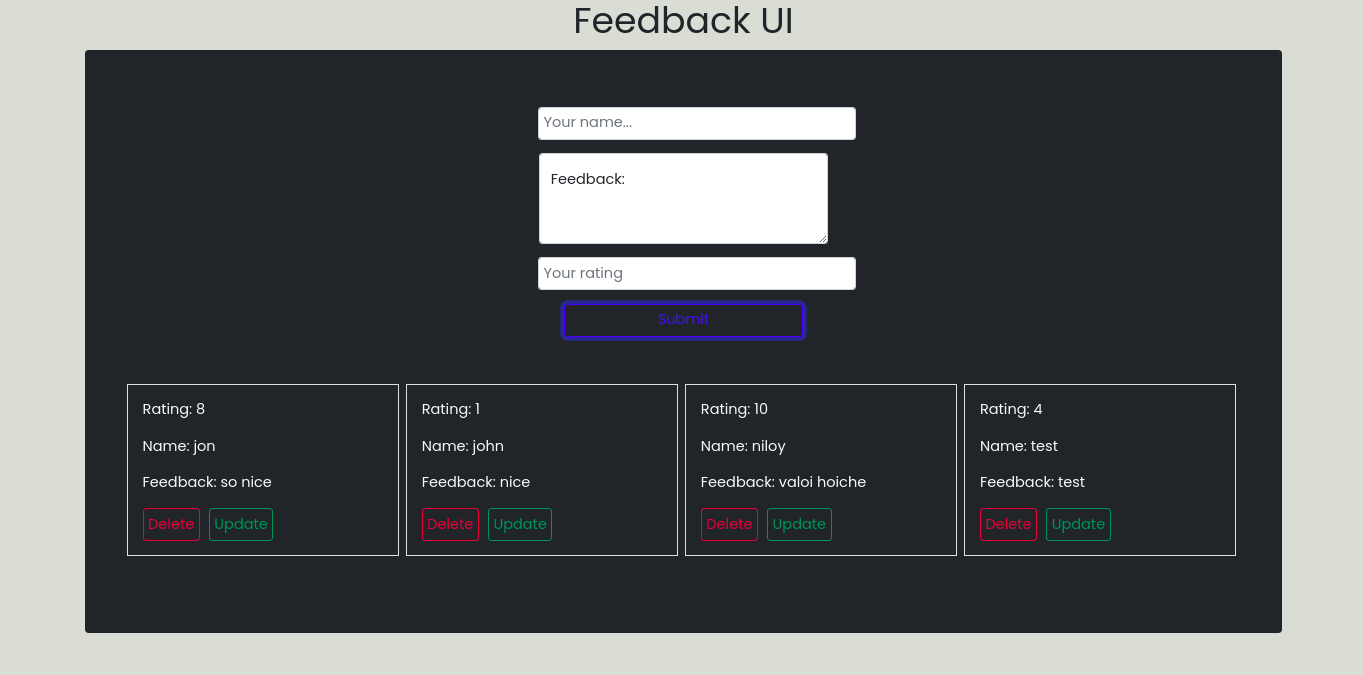 Feedback UI
Your name...
Feedback:
Your rating
Submit
Rating: 8
Name: jon
Feedback: so nice
Delete Update
Rating: 1
Name: john
Feedback: nice
Delete Update
Rating: 10
Name: niloy
Feedback: valoi hoiche
Delete Update
Rating: 4
Name: test
Feedback: test
Delete Update